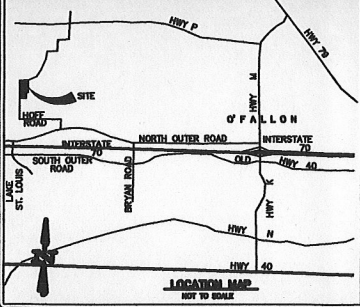 HWY P
HWY 79
SITE
HWY M
HOFF
ROAD
O'FALLON
NORTH OUTER ROAD
INTERSTATE
70
INTERSTATE
70
OLD
HWY 40
SOUTH OUTER
ROAD
LAKE
ST. LOUIS
BRYAN ROAD
HWY K
HWY N
N
HWY 40
LOCATION MAP
NOT TO SCALE